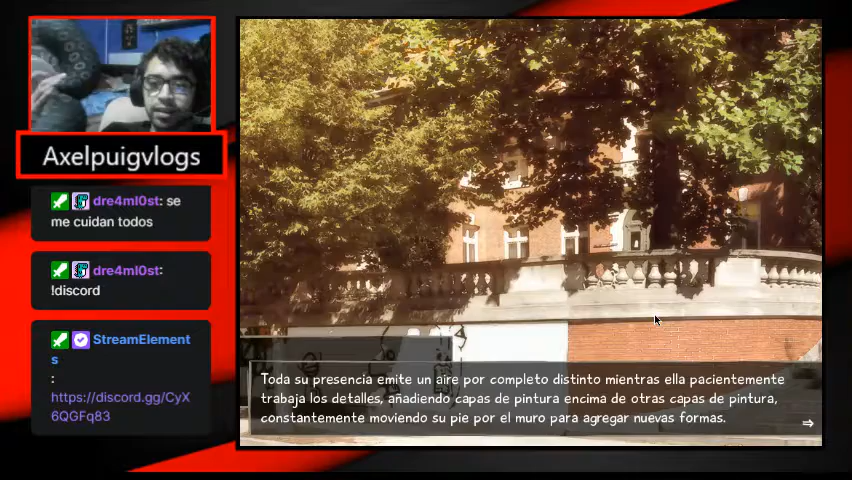 Axelpuigvlogs
dre4ml0st: se
me cuidan todos
dre4ml0st:
!discord
StreamElement
s
:
https://discord.gg/CyX
6QGFq83
Toda su presencia emite un aire por completo distinto mientras ella pacientemente
trabaja los detalles, añadiendo capas de pintura encima de otras capas de pintura,
constantemente moviendo su pie por el muro para agregar nuevas formas.